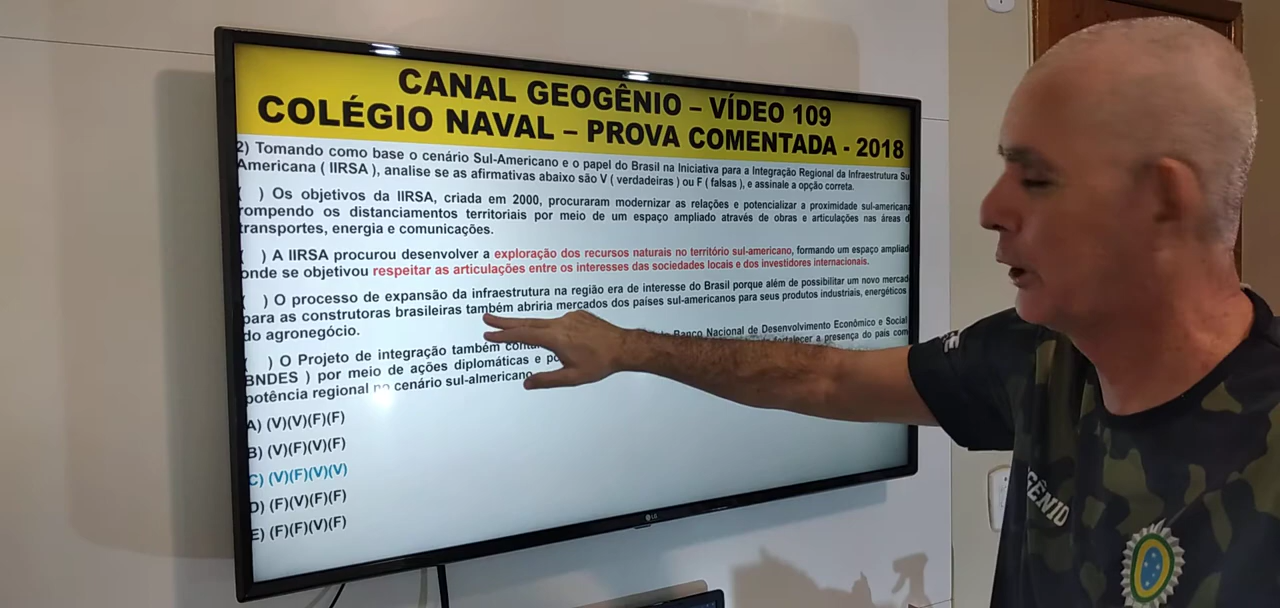 CANAL GEOGÊNIO – VÍDEO 109
COLÉGIO NAVAL – PROVA COMENTADA - 2018
2) Tomando como base o cenário Sul-Americano e o papel do Brasil na Iniciativa para a Integração Regional da Infraestrutura Su
Americana ( IIRSA ), analise se as afirmativas abaixo são V ( verdadeiras ) ou F ( falsas ), e assinale a opção correta.
( ) Os objetivos da IIRSA, criada em 2000, procuraram modernizar as relações e potencializar a proximidade sul-americana
rompendo os distanciamentos territoriais por meio de um espaço ampliado através de obras e articulações nas áreas d
transportes, energia e comunicações.
( ) A IIRSA procurou desenvolver a exploração dos recursos naturais no território sul-americano, formando um espaço ampliad
onde se objetivou respeitar as articulações entre os interesses das sociedades locais e dos investidores internacionais.
( ) O processo de expansão da infraestrutura na região era de interesse do Brasil porque além de possibilitar um novo mercad
para as construtoras brasileiras também abriria mercados dos países sul-americanos para seus produtos industriais, energéticos
do agronegócio.
( ) O Projeto de integração também Banco Nacional de Desenvolvimento Econômico e Social
BNDES ) por meio de ações diplomáticas e fortalecer a presença do país com
potência regional no cenário sul-almericano
A) (V)(V)(F)(F)
B) (V)(F)(V)(F)
C) (V)(F)(V)(V)
D) (F)(V)(F)(F)
E) (F)(F)(V)(F)
LG
ÊNIO